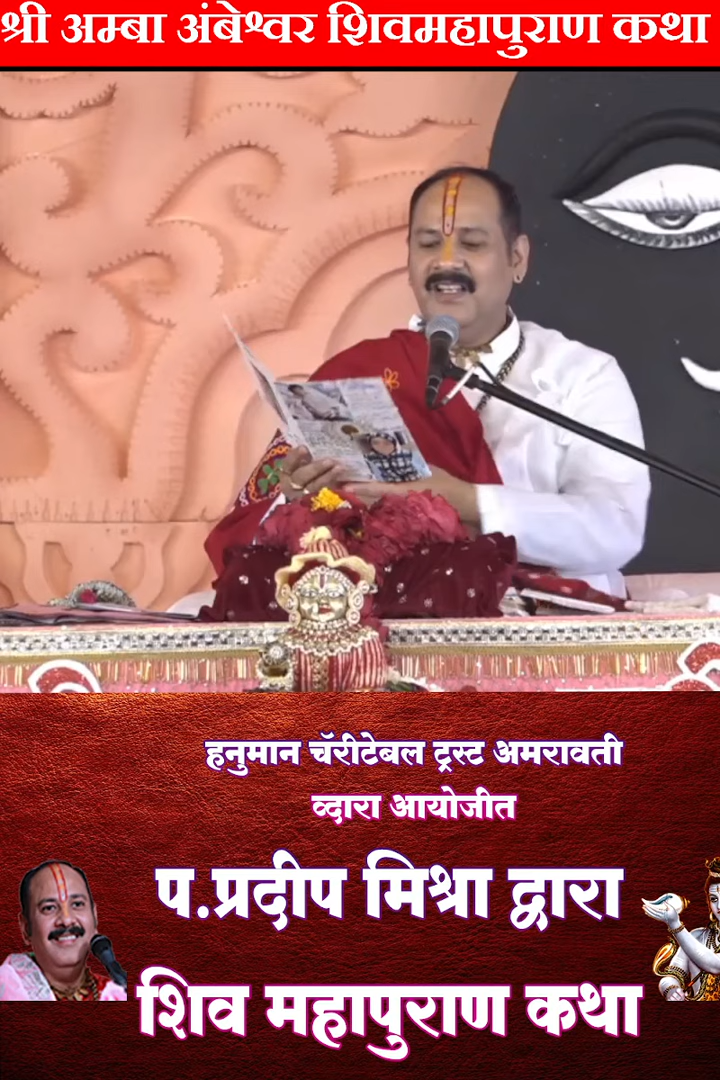 श्री अम्बा अंबेश्वर शिवमहापुराण कथा
हनुमान चॅरीटेबल ट्रस्ट अमरावती
व्दारा आयोजीत
प.प्रदीप मिश्रा द्वारा
शिव महापुराण कथा